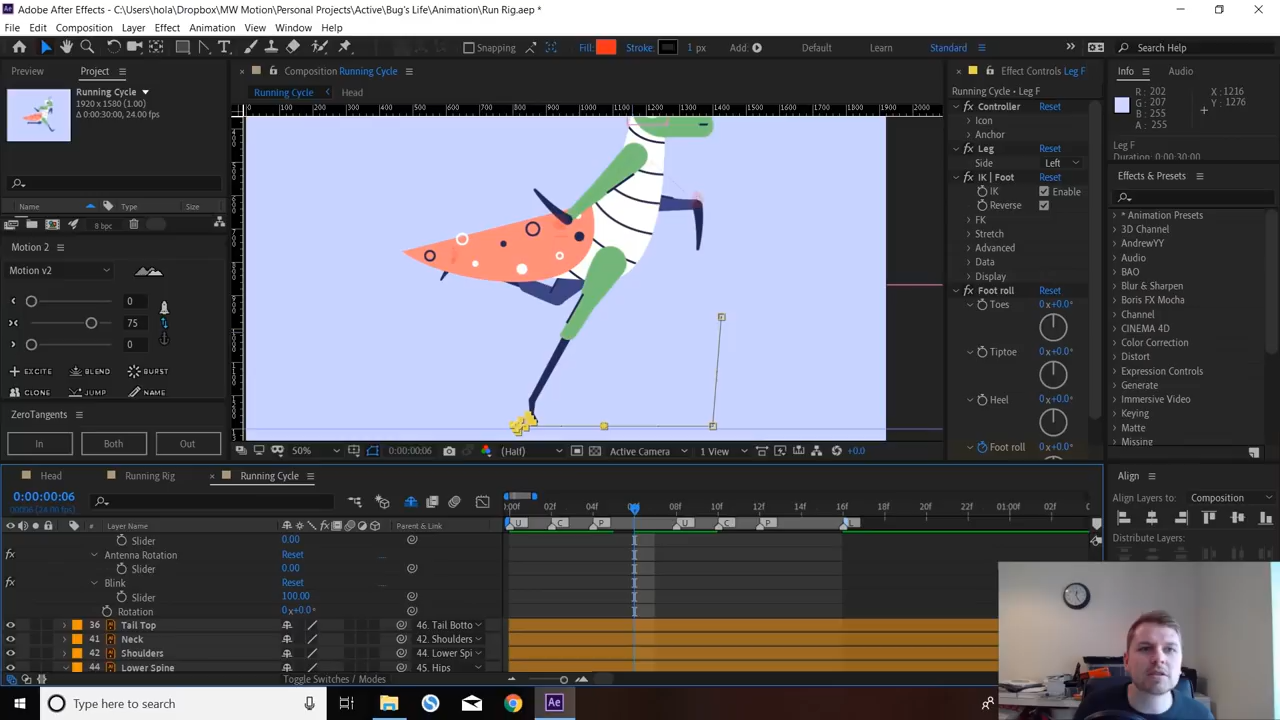 Adobe After Effects - C:\Users\hola\Dropbox\MW Motion\Personal Projects\Active\Bug's Life\Animation\Run Rig.aep *
File Edit Composition Layer Effect Animation View Window Help
Snapping Fill: Stroke: 1 px Add: Default Learn Standard Search Help
Preview Project Composition Running Cycle Effect Controls Leg F Info Audio
Running Cycle
1920 x 1580 (1.00)
Δ 0:00:30:00, 24.00 fps
Running Cycle Head
Running Cycle • Leg F
R: 202 X: 1216
G: 207 Y: 1276
B: 255
A: 255
Controller Reset
Icon
Anchor
Leg F
Duration: 0:00:30:00
Leg Reset
Side Left
IK | Foot Reset
IK Enable
Reverse
FK
Stretch
Advanced
Data
Display
Foot roll Reset
Toes 0x+0.0°
Tiptoe 0x+0.0°
Heel 0x+0.0°
Foot roll 0x+0.0°
Effects & Presets
* Animation Presets
3D Channel
AndrewYY
Audio
BAO
Blur & Sharpen
Boris FX Mocha
Channel
CINEMA 4D
Color Correction
Distort
Expression Controls
Generate
Immersive Video
Keying
Matte
Missing
Name Type Size
8 bpc
Motion 2
Motion v2
0
75
0
EXCITE BLEND BURST
CLONE JUMP NAME
ZeroTangents
In Both Out
50% 0:00:00:06 (Half) Active Camera 1 View +0.0
Head Running Rig Running Cycle
0:00:00:06
:00F 02F 04F 08F 10F 12F 14F 16F 18F 20F 22F 01:00F 02F
Layer Name Parent & Link
U C P U C P
Slider 0.00
Antenna Rotation Reset
Slider 0.00
Blink Reset
Slider 100.00
Rotation 0x+0.0°
36 Tail Top 46. Tail Botto
41 Neck 42. Shoulders
42 Shoulders 44. Lower Spi
44 Lower Spine 45. Hips
Toggle Switches / Modes
Align
Align Layers to: Composition
Distribute Layers:
Type here to search
Ae